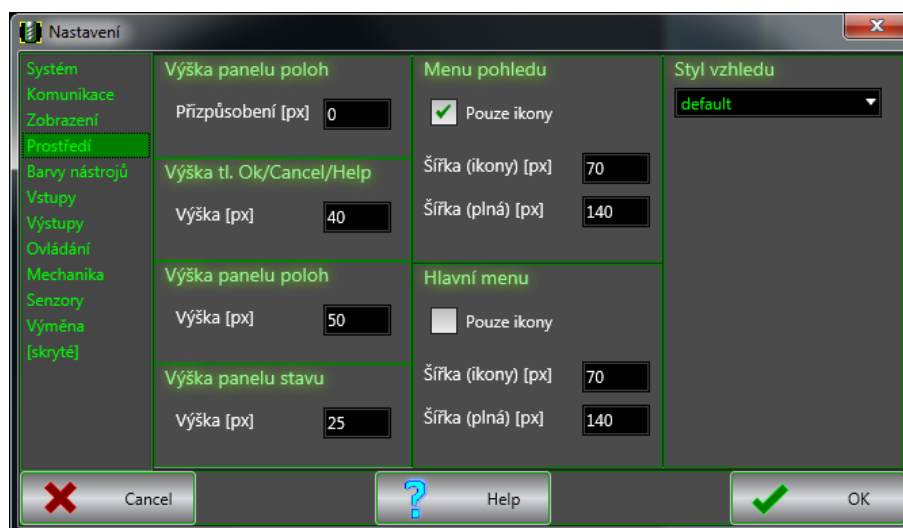 Nastavení
Systém
Komunikace
Zobrazení
Prostředí
Barvy nástrojů
Vstupy
Výstupy
Ovládání
Mechanika
Senzory
Výměna
[skryté]
Výška panelu poloh
Přizpůsobení [px] 0
Výška tl. Ok/Cancel/Help
Výška [px] 40
Výška panelu poloh
Výška [px] 50
Výška panelu stavu
Výška [px] 25
Menu pohledu
Pouze ikony
Šířka (ikony) [px] 70
Šířka (plná) [px] 140
Hlavní menu
Pouze ikony
Šířka (ikony) [px] 70
Šířka (plná) [px] 140
Styl vzhledu
default
Cancel
Help
OK